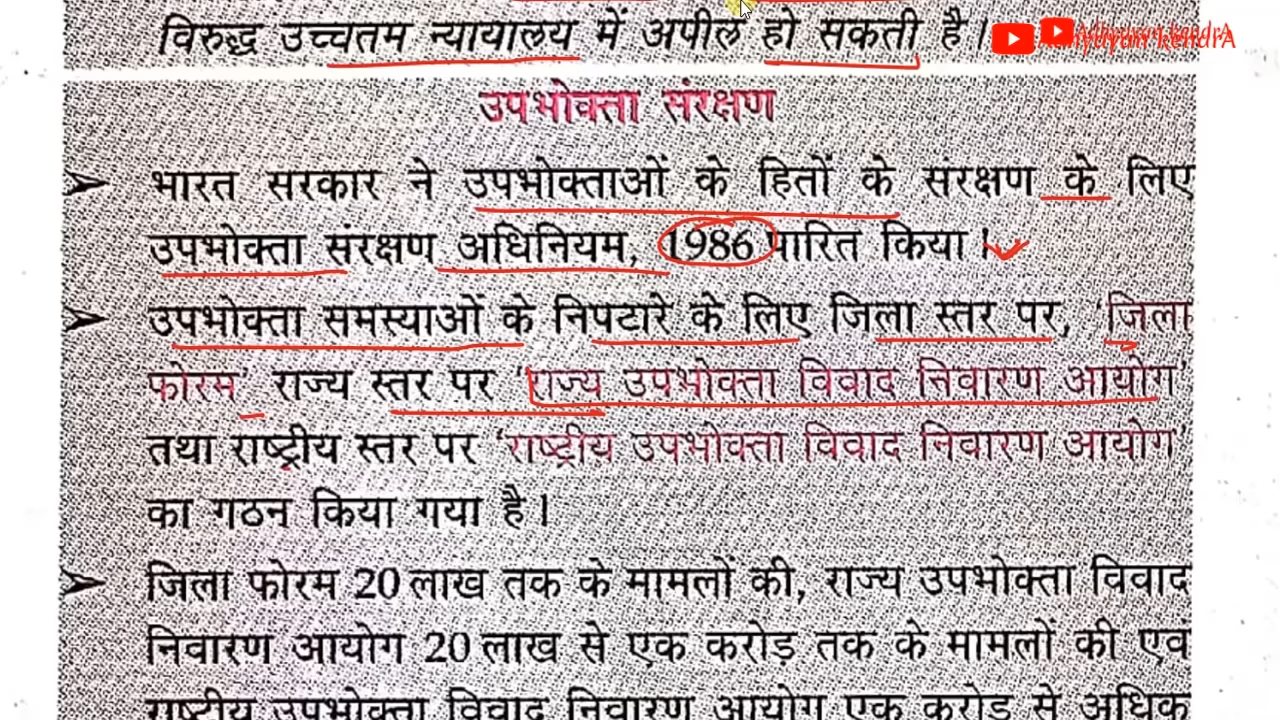 विरुद्ध उच्चतम न्यायालय में अपील हो सकती है।
Adhyayan kendrA
उपभोक्ता संरक्षण
भारत सरकार ने उपभोक्ताओं के हितों के संरक्षण के लिए
उपभोक्ता संरक्षण अधिनियम, 1986 पारित किया।
उपभोक्ता समस्याओं के निपटारे के लिए जिला स्तर पर, 'जिला
फोरम' राज्य स्तर पर 'राज्य उपभोक्ता विवाद निवारण आयोग'
तथा राष्ट्रीय स्तर पर 'राष्ट्रीय उपभोक्ता विवाद निवारण आयोग'
का गठन किया गया है।
जिला फोरम 20 लाख तक के मामलों की, राज्य उपभोक्ता विवाद
निवारण आयोग 20 लाख से एक करोड़ तक के मामलों की एवं
राष्ट्रीय उपभोक्ता विवाद निवारण आयोग एक करोड़ से अधिक